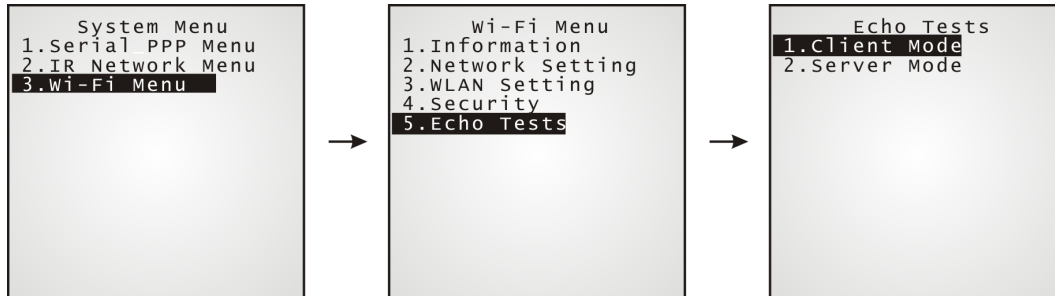 System Menu
1.Serial PPP Menu
2.IR Network Menu
3.Wi-Fi Menu
Wi-Fi Menu
1.Information
2.Network Setting
3.WLAN Setting
4.Security
5.Echo Tests
Echo Tests
1.Client Mode
2.Server Mode